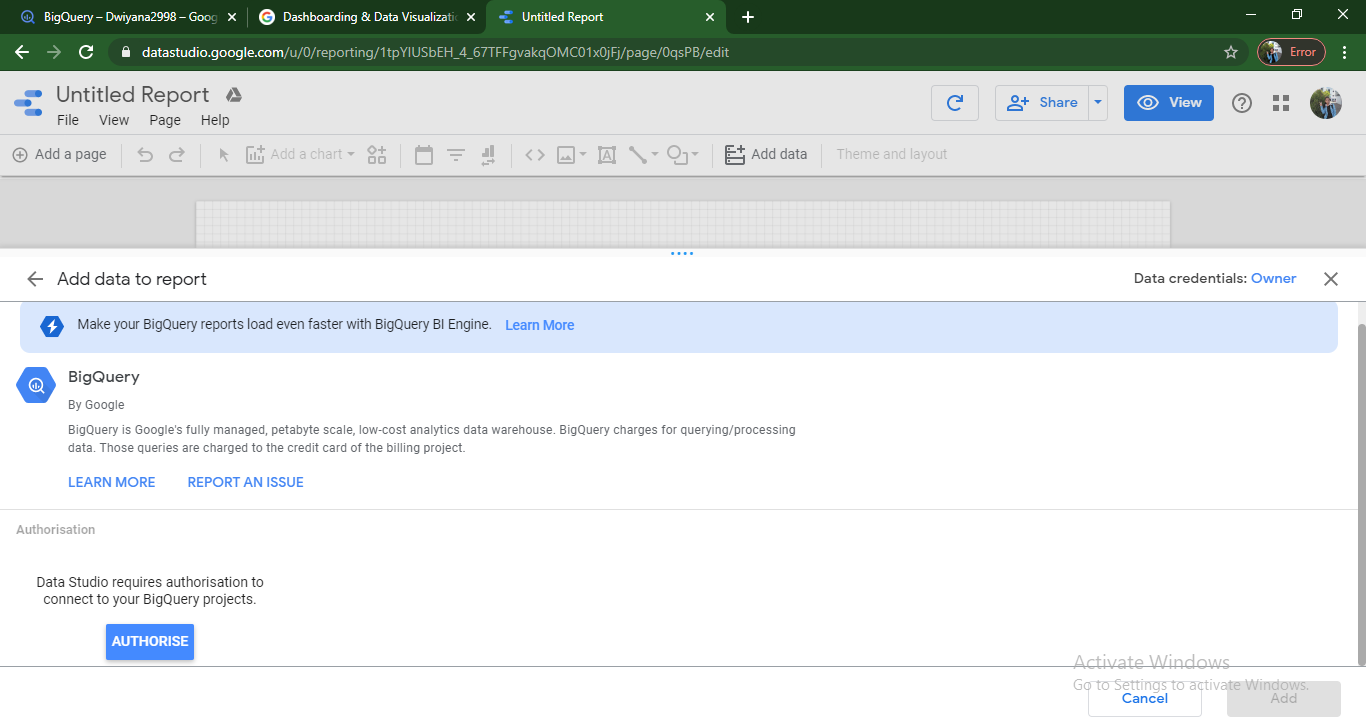 BigQuery – Dwiyana2998 – Goog
Dashboarding & Data Visualizatic
Untitled Report
datastudio.google.com/u/0/reporting/1tpYIUSbEH_4_67TFFgvakqOMC01x0jFj/page/0qsPB/edit
Error
Untitled Report
File View Page Help
Share
View
Add a page
Add a chart
Add data
Theme and layout
Add data to report
Data credentials: Owner
Make your BigQuery reports load even faster with BigQuery BI Engine. Learn More
BigQuery
By Google
BigQuery is Google's fully managed, petabyte scale, low-cost analytics data warehouse. BigQuery charges for querying/processing
data. Those queries are charged to the credit card of the billing project.
LEARN MORE REPORT AN ISSUE
Authorisation
Data Studio requires authorisation to
connect to your BigQuery projects.
AUTHORISE
Activate Windows
Go to Settings to activate Windows.
Cancel
Add